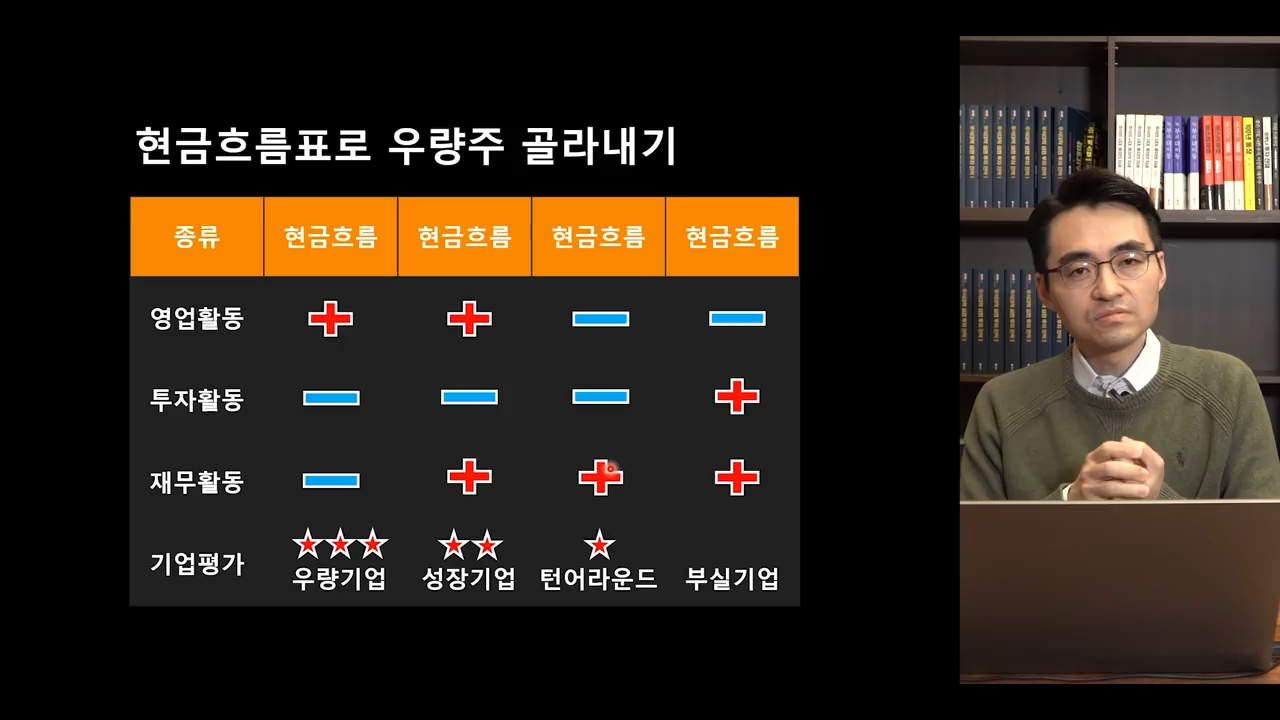 현금흐름표로 우량주 골라내기
종류 현금흐름 현금흐름 현금흐름 현금흐름
영업활동 + + - -
투자활동 - - - +
재무활동 - + + +
기업평가 ★★★ ★★ ★
우량기업 성장기업 턴어라운드 부실기업